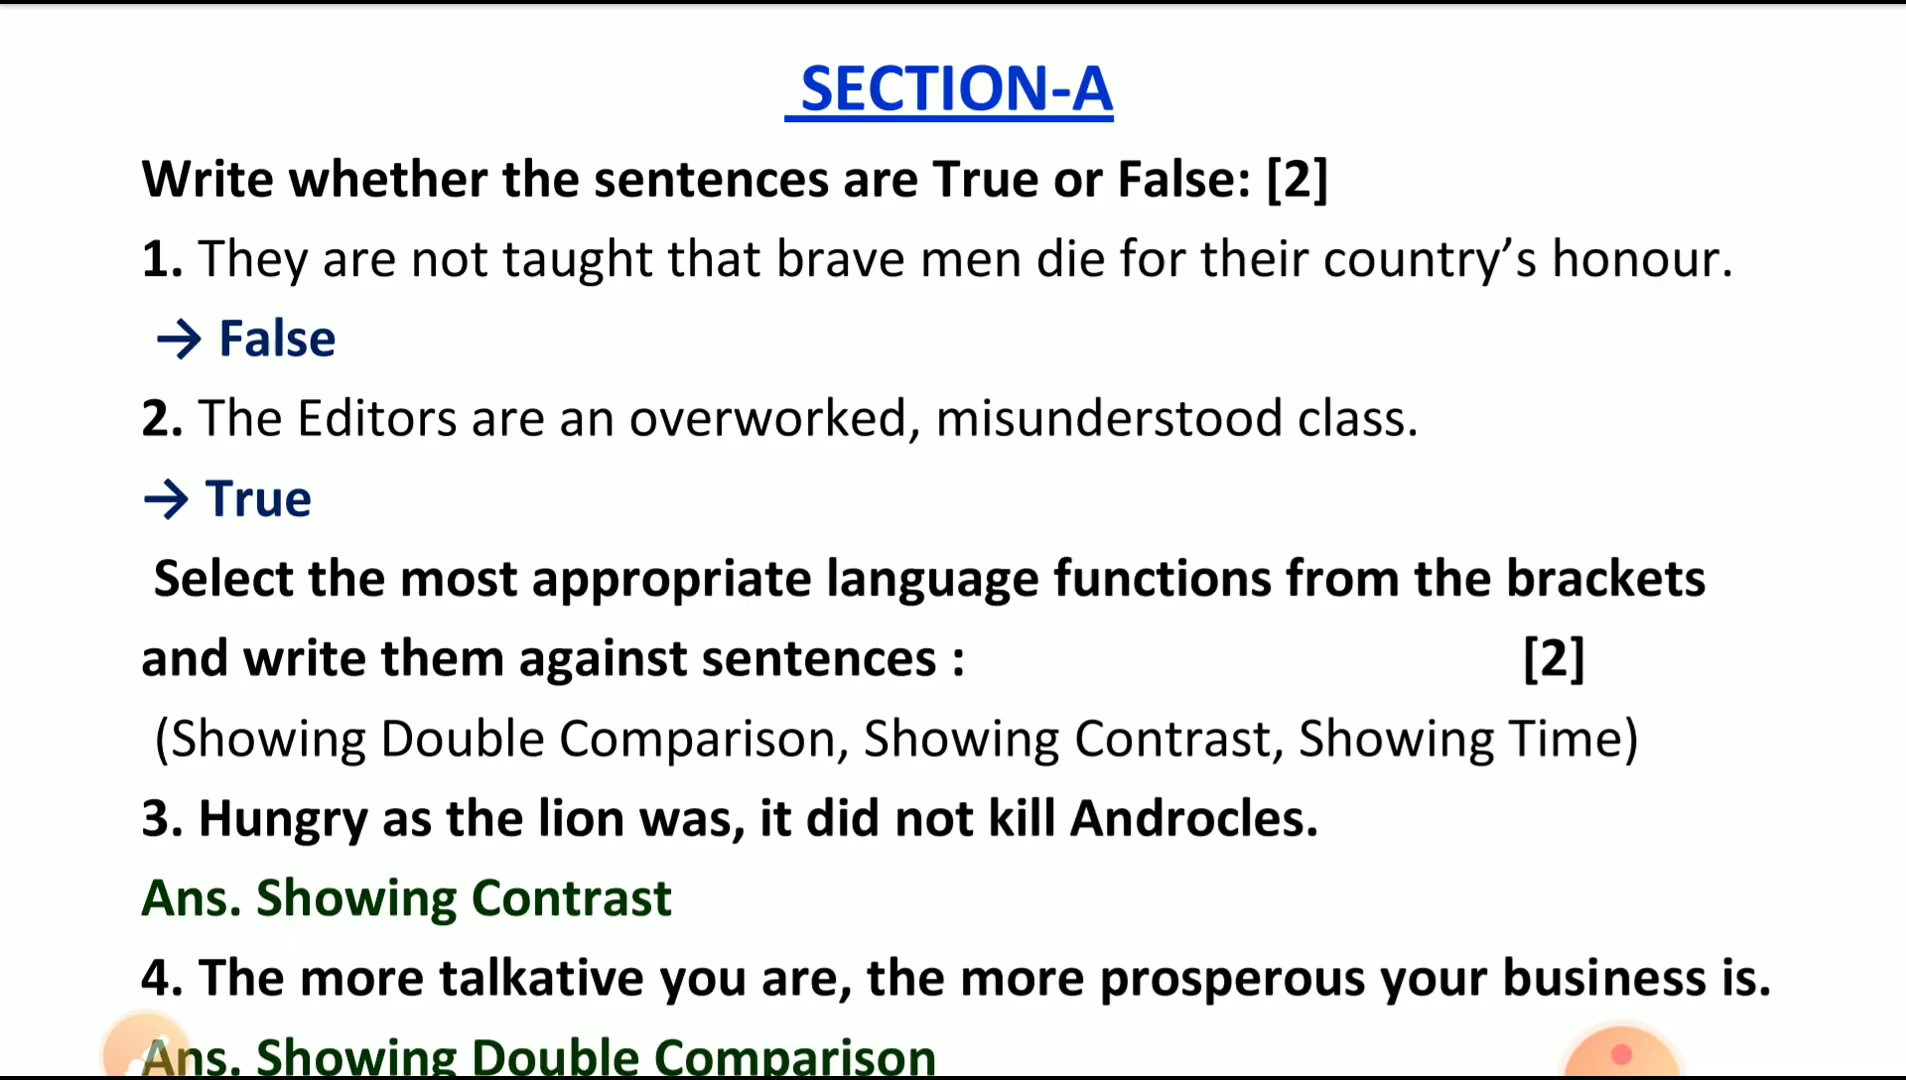 SECTION-A
Write whether the sentences are True or False: [2]
1. They are not taught that brave men die for their country’s honour.
→ False
2. The Editors are an overworked, misunderstood class.
→ True
Select the most appropriate language functions from the brackets
and write them against sentences : [2]
(Showing Double Comparison, Showing Contrast, Showing Time)
3. Hungry as the lion was, it did not kill Androcles.
Ans. Showing Contrast
4. The more talkative you are, the more prosperous your business is.
Ans. Showing Double Comparison